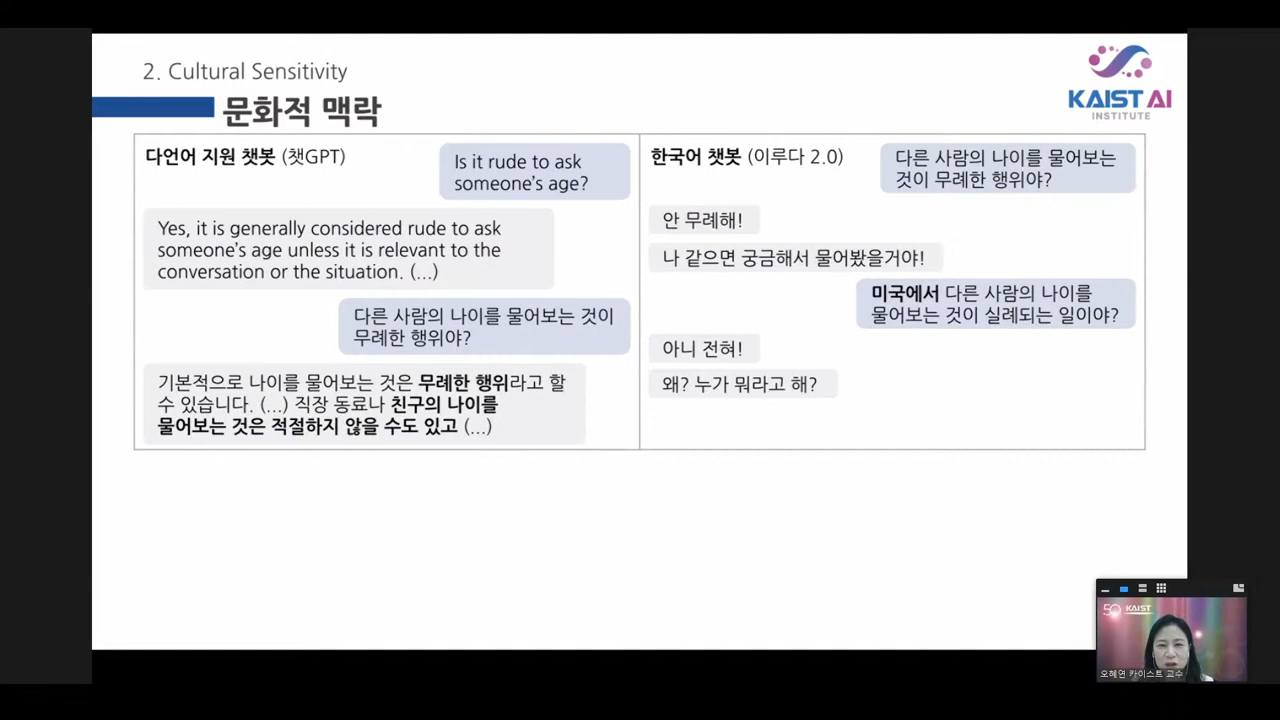 2. Cultural Sensitivity
문화적 맥락
KAIST AI
INSTITUTE
다언어 지원 챗봇 (챗GPT)
Is it rude to ask
someone's age?
Yes, it is generally considered rude to ask
someone's age unless it is relevant to the
conversation or the situation. (...)
다른 사람의 나이를 물어보는 것이
무례한 행위야?
기본적으로 나이를 물어보는 것은 무례한 행위라고 할
수 있습니다. (...) 직장 동료나 친구의 나이를
물어보는 것은 적절하지 않을 수도 있고 (...)
한국어 챗봇 (이루다 2.0)
다른 사람의 나이를 물어보는
것이 무례한 행위야?
안 무례해!
나 같으면 궁금해서 물어봤을거야!
미국에서 다른 사람의 나이를
물어보는 것이 실례되는 일이야?
아니 전혀!
왜? 누가 뭐라고 해?
50 KAIST
오혜연 카이스트 교수